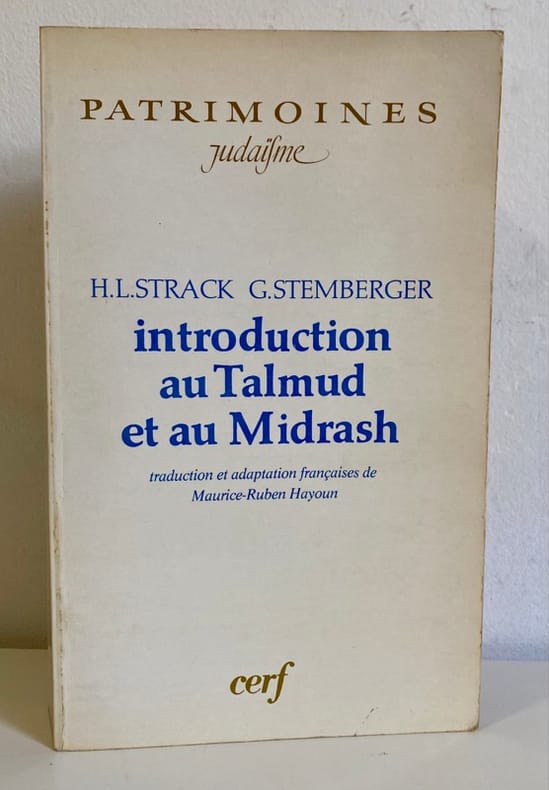 PATRIMOINES
judaïsme
H.L.STRACK G.STEMBERGER
introduction
au Talmud
et au Midrash
traduction et adaptation françaises de
Maurice-Ruben Hayoun
cerf